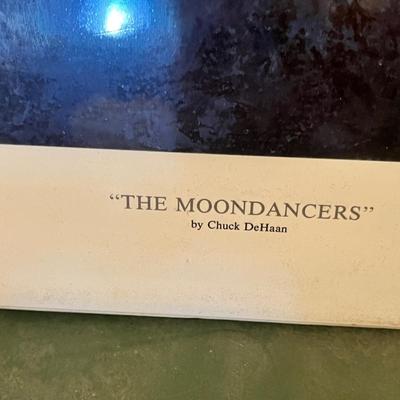 “THE MOONDANCERS”
by Chuck DeHaan